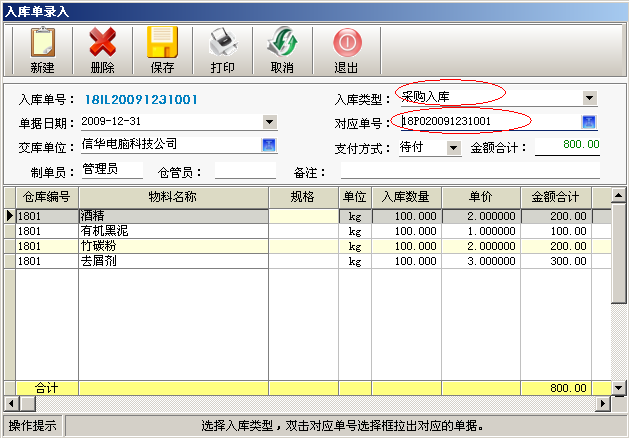 入库单录入
新建 删除 保存 打印 取消 退出
入库单号： 18IL20091231001 入库类型： 采购入库
单据日期： 2009-12-31 对应单号： 18PO20091231001
交库单位： 信华电脑科技公司 支付方式： 待付 金额合计： 800.00
制单员： 管理员 仓管员： 备注：
仓库编号 物料名称 规格 单位 入库数量 单价 金额合计
1801 酒精 kg 100.000 2.000000 200.00
1801 有机黑泥 kg 100.000 1.000000 100.00
1801 竹碳粉 kg 100.000 2.000000 200.00
1801 去屑剂 kg 100.000 3.000000 300.00
合计 800.00
操作提示 选择入库类型，双击对应单号选择框拉出对应的单据。